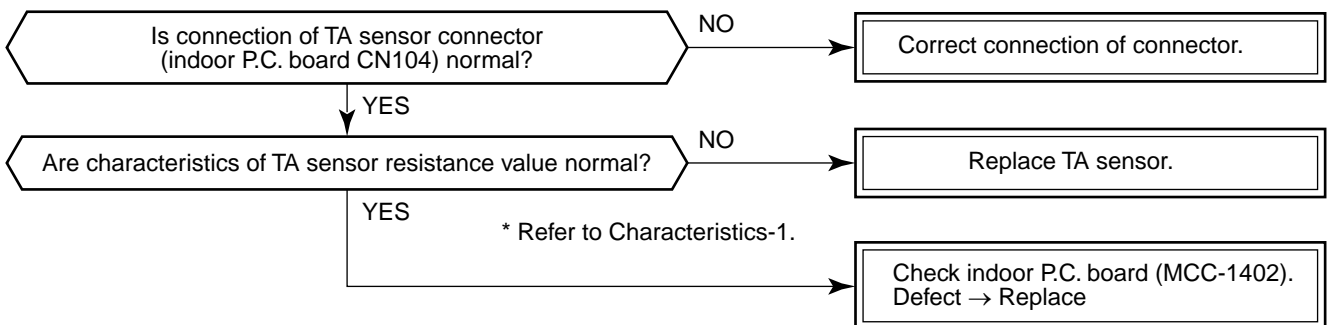 Is connection of TA sensor connector
(indoor P.C. board CN104) normal?
NO
Correct connection of connector.
YES
Are characteristics of TA sensor resistance value normal?
NO
Replace TA sensor.
YES
* Refer to Characteristics-1.
Check indoor P.C. board (MCC-1402).
Defect → Replace